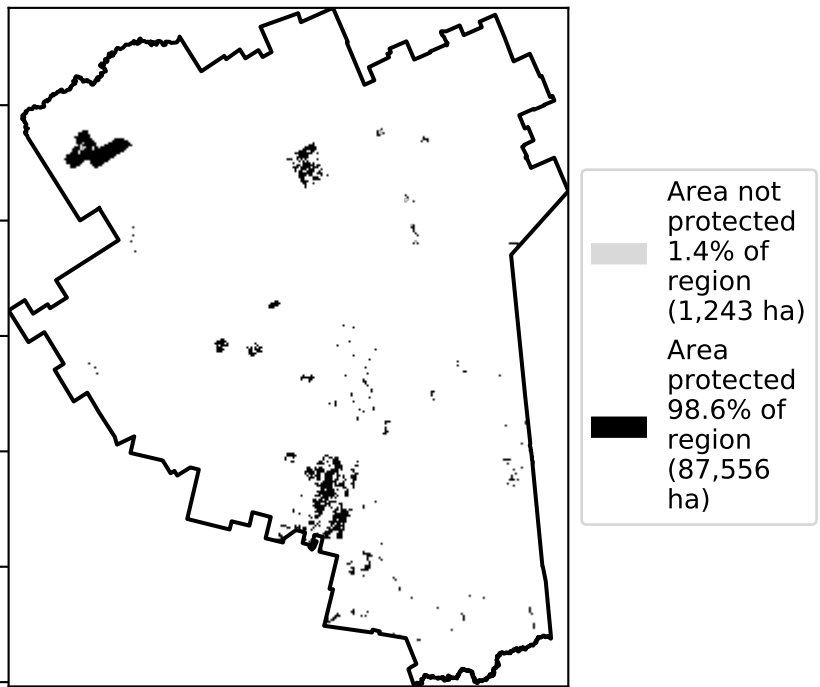 Area not
protected
1.4% of
region
(1,243 ha)
Area
protected
98.6% of
region
(87,556
ha)